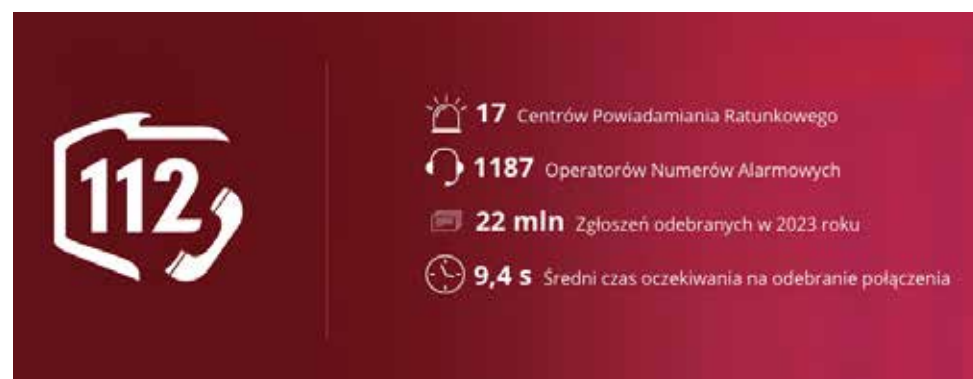 112
17 Centrów Powiadamiania Ratunkowego
1187 Operatorów Numerów Alarmowych
22 mln Zgłoszeń odebranych w 2023 roku
9,4 s Średni czas oczekiwania na odebranie połączenia